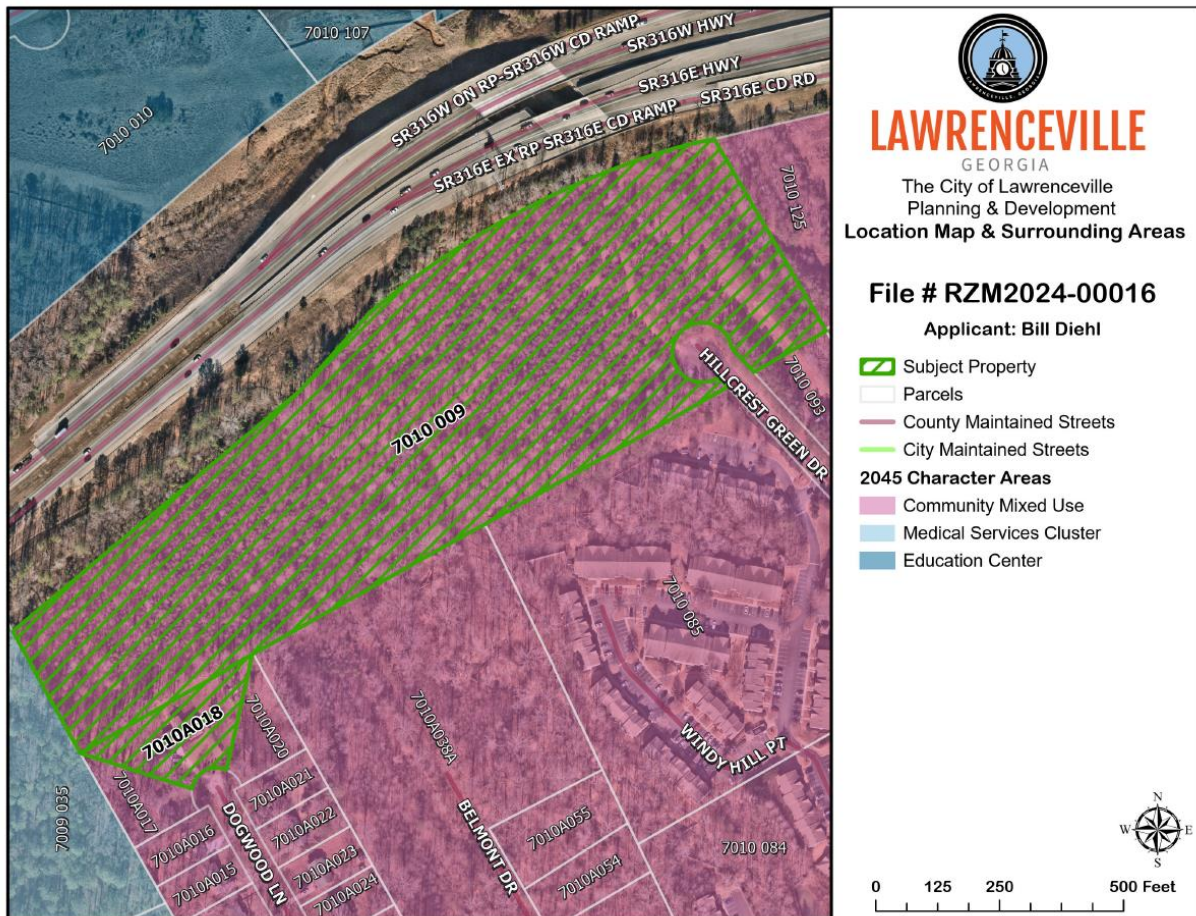 7010 107
7010 010
SR316W ON RP-SR316W CD RAMP
SR316W HWY
SR316E HWY
SR316E CD RD
SR316E EX RP SR316E CD RAMP
7010 125
7010 093
HILLCREST GREEN DR
7010 009
7010 085
WINDY HILL PT
7010A018
7010A020
7010A038A
7010A017
7009 035
7010A016
7010A021
7010A015
7010A022
7010A023
7010A024
DOGWOOD LN
BELMONT DR
7010A055
7010A054
7010 084
LAWRENCEVILLE, GEORGIA
LAWRENCEVILLE
GEORGIA
The City of Lawrenceville
Planning & Development
Location Map & Surrounding Areas
File # RZM2024-00016
Applicant: Bill Diehl
Subject Property
Parcels
County Maintained Streets
City Maintained Streets
2045 Character Areas
Community Mixed Use
Medical Services Cluster
Education Center
N
W E
S
0 125 250 500 Feet